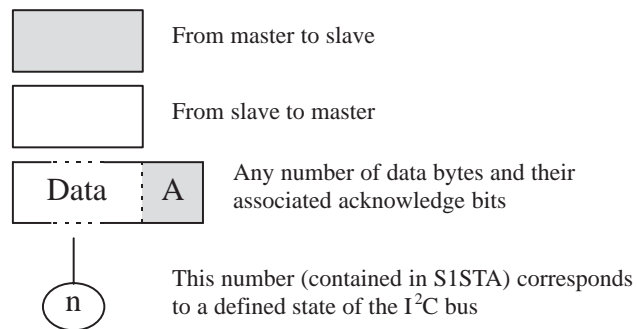 From master to slave
From slave to master
Data A
Any number of data bytes and their
associated acknowledge bits
n
This number (contained in S1STA) corresponds
to a defined state of the I²C bus